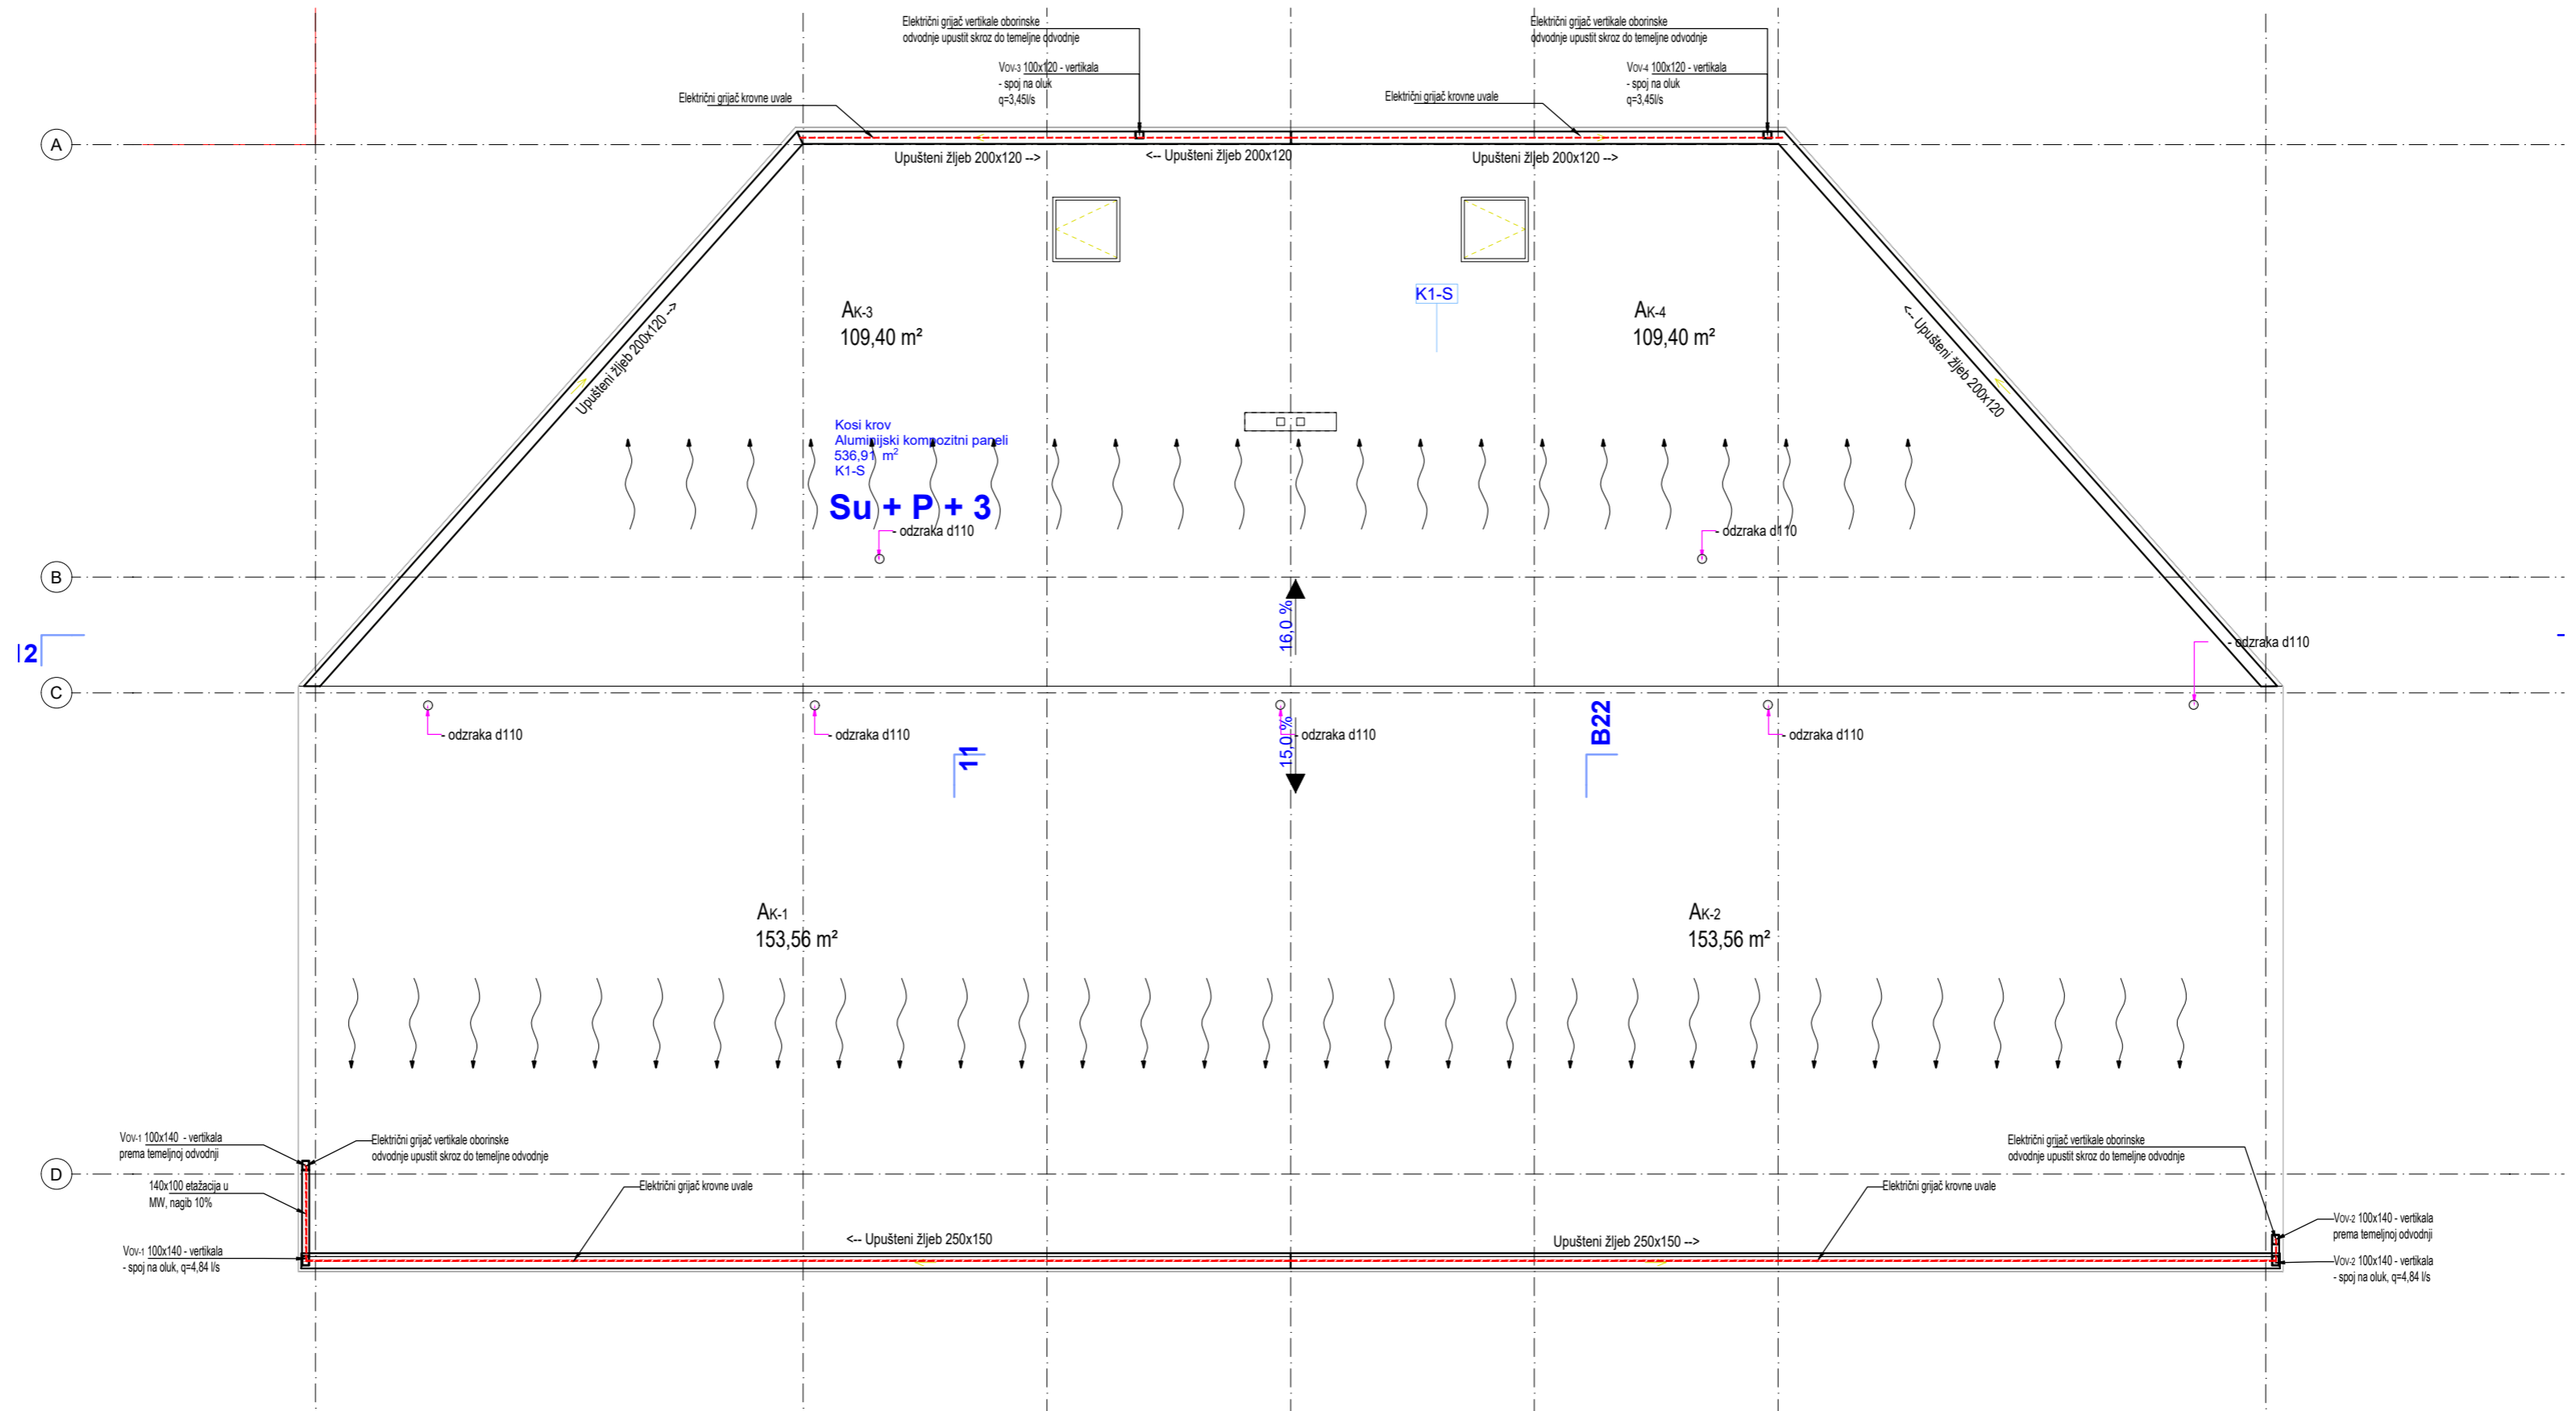 Električni grijač vertikale oborinske
odvodnje upustit skroz do temeljne odvodnje
Vov-3 100x120 - vertikala
- spoj na oluk
q=3,45l/s
Električni grijač krovne uvale
Električni grijač vertikale oborinske
odvodnje upustit skroz do temeljne odvodnje
Vov-4 100x120 - vertikala
- spoj na oluk
q=3,45l/s
Električni grijač krovne uvale
A
Upušteni žljeb 200x120 -->
<-- Upušteni žljeb 200x120
Upušteni žljeb 200x120 -->
K1-S
AK-3
109,40 m²
AK-4
109,40 m²
Upušteni žljeb 200x120 -->
<-- Upušteni žljeb 200x120
Kosi krov
Aluminijski kompozitni paneli
536,91 m²
K1-S
Su + P + 3
- odzraka d110
- odzraka d110
B
16,0 %
2
- odzraka d110
C
- odzraka d110
- odzraka d110
15,0 %
- odzraka d110
- odzraka d110
11
B22
AK-1
153,56 m²
AK-2
153,56 m²
Vov-1 100x140 - vertikala
prema temeljnoj odvodnji
Električni grijač vertikale oborinske
odvodnje upustit skroz do temeljne odvodnje
Električni grijač vertikale oborinske
odvodnje upustit skroz do temeljne odvodnje
D
140x100 etažacija u
MW, nagib 10%
Električni grijač krovne uvale
Električni grijač krovne uvale
Vov-2 100x140 - vertikala
prema temeljnoj odvodnji
<-- Upušteni žljeb 250x150
Upušteni žljeb 250x150 -->
Vov-1 100x140 - vertikala
- spoj na oluk, q=4,84 l/s
Vov-2 100x140 - vertikala
- spoj na oluk, q=4,84 l/s